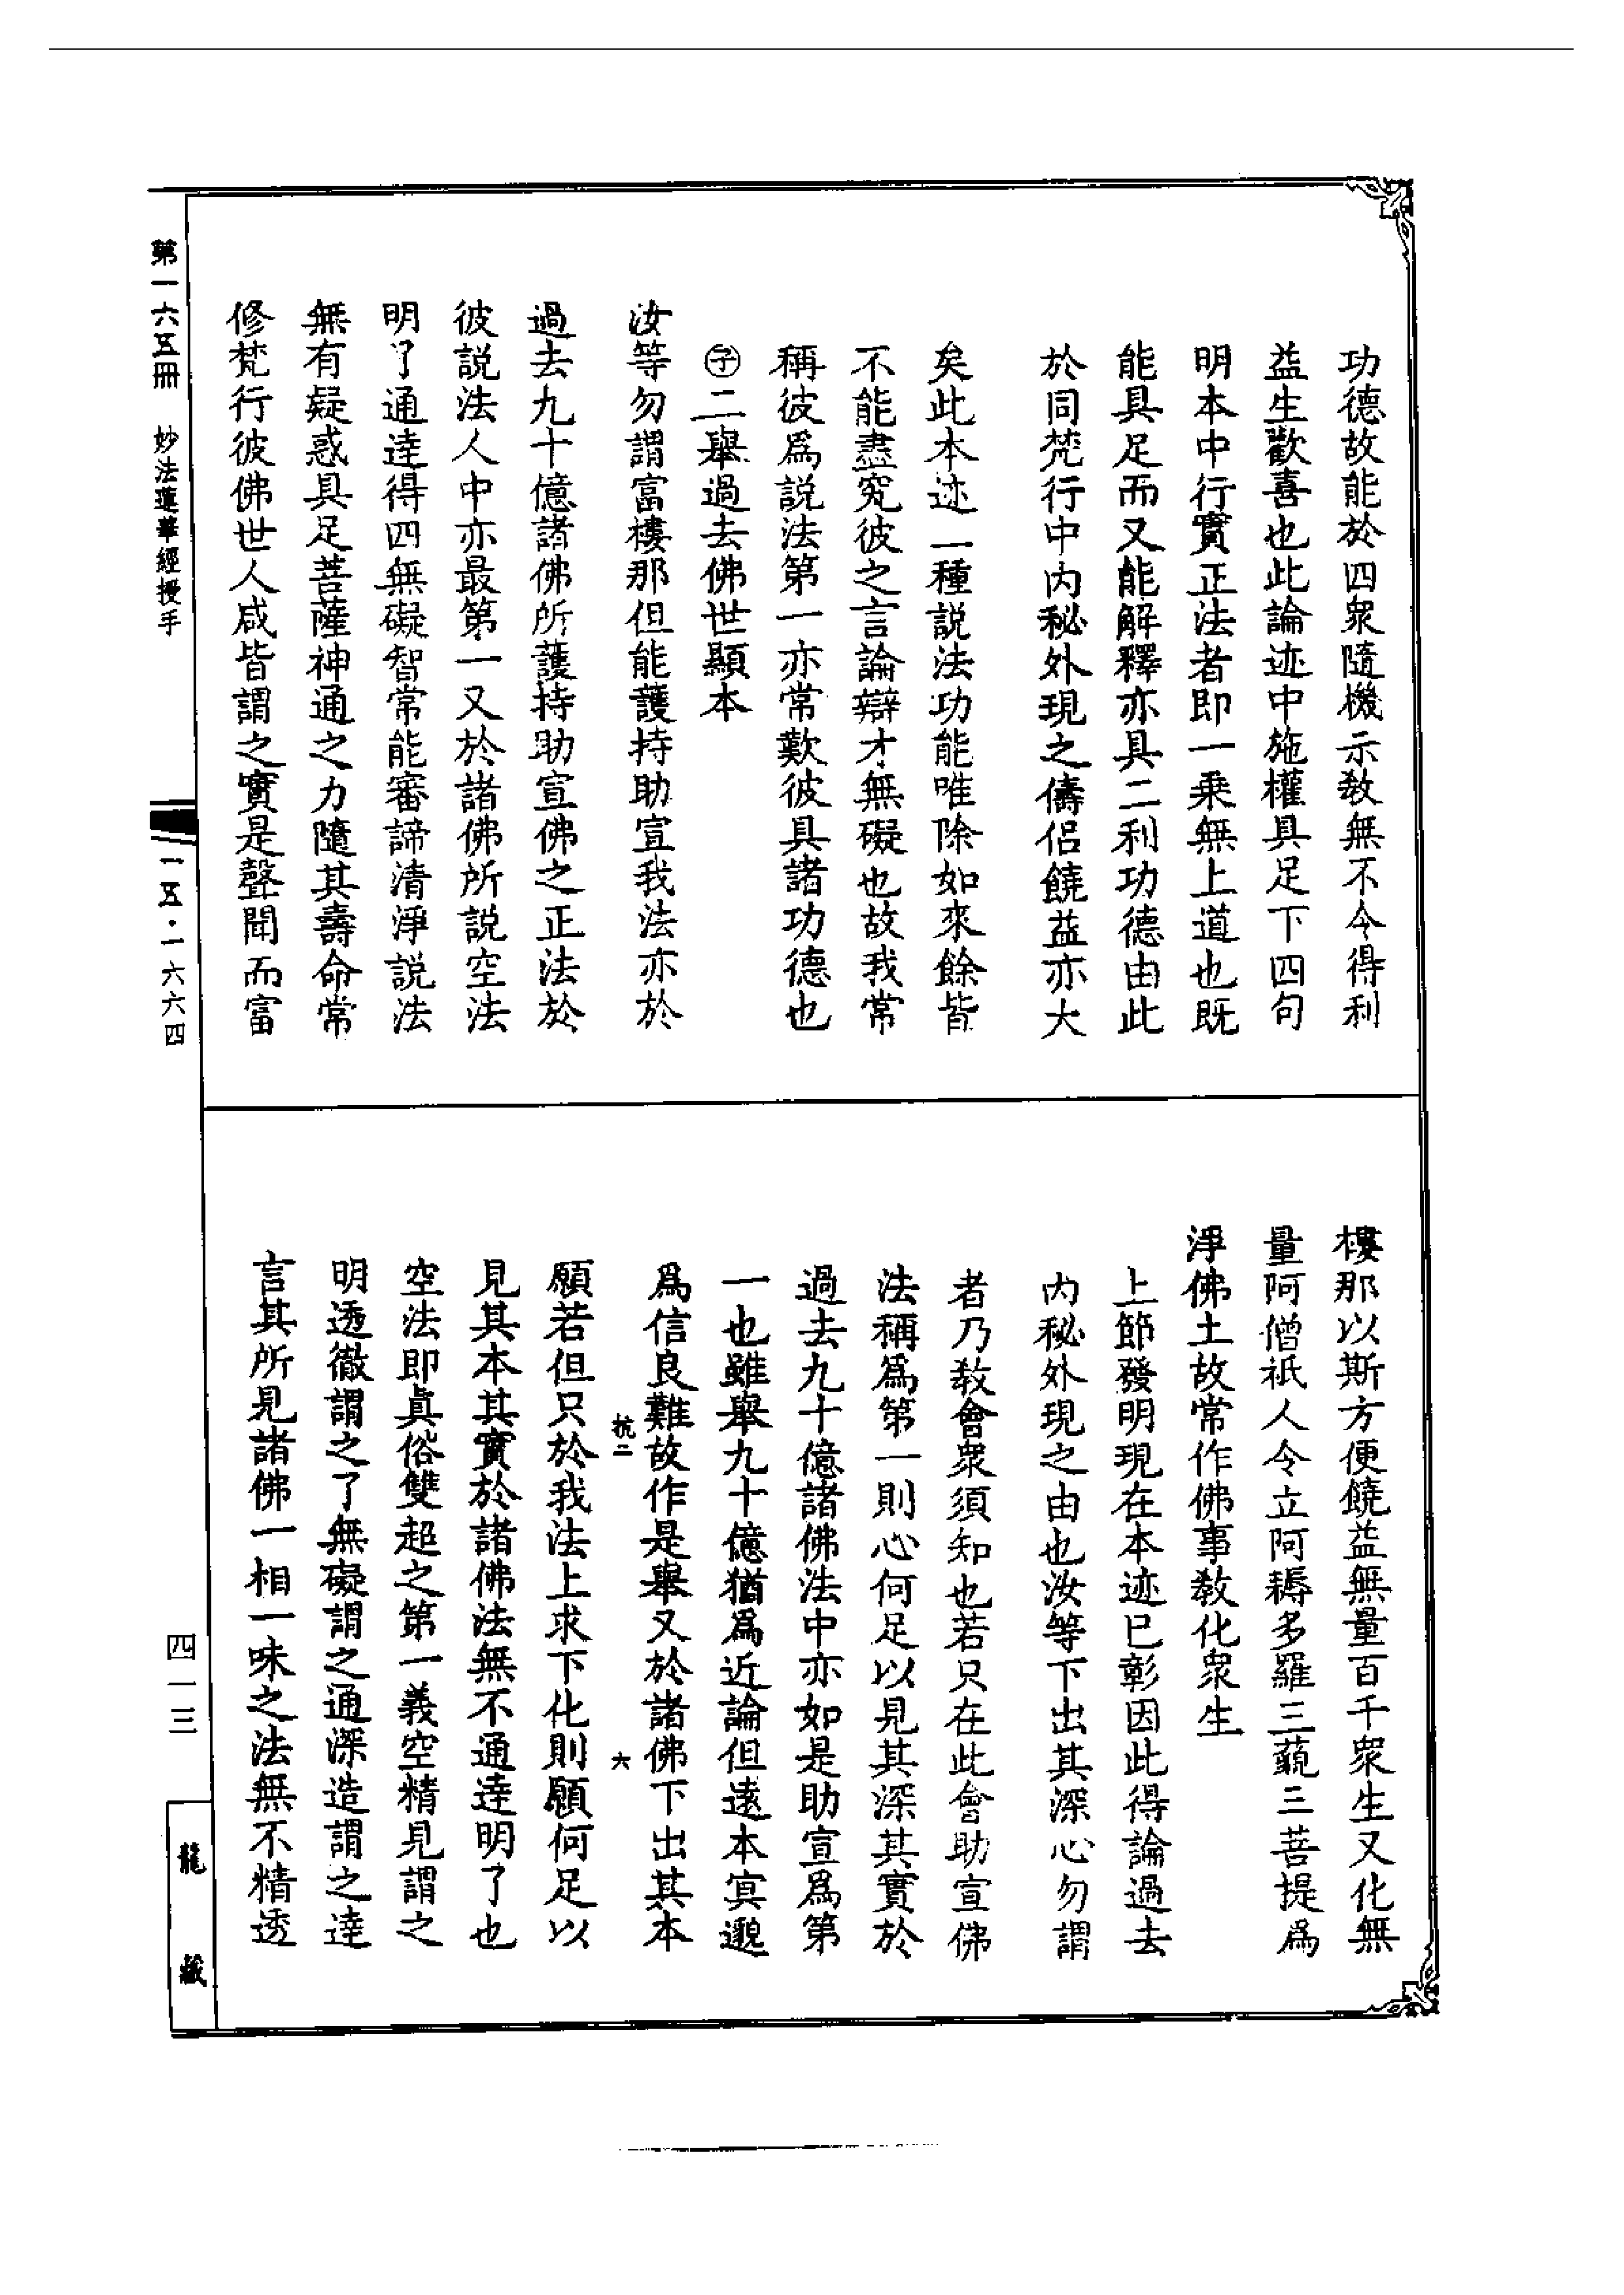 功德故能於四衆隨機示敎無不令得利
益生歡喜也此論迹中施權具足下四句
明本中行實正法者即一乗無上道也既
能具足而又能解釋亦具二利功德由此
於同梵行中内秘外現之儔侣饒益亦大
矣此本迹一種説法功能唯除如來餘皆
不能盡究彼之言論辯才無礙也故我常
稱彼爲説法第一亦常歎彼具諸功德也
㊀子二舉過去佛世顯本
汝等勿謂富樓那但能護持助宣我法亦於
過去九十億諸佛所護持助宣佛之正法於
彼説法人中亦最第一又於諸佛所説空法
明了通達得四無礙智常能審諦清淨説法
無有疑惑具足菩薩神通之力隨其壽命常
修梵行彼佛世人咸皆謂之實是聲聞而富
樓那以斯方便饒益無量百千衆生又化無
量阿僧祇人令立阿耨多羅三藐三菩提爲
淨佛土故常作佛事敎化衆生
上節發明現在本迹已彰因此得論過去
内秘外現之由也汝等下出其深心勿謂
者乃敎會衆須知也若只在此會助宣佛
法稱爲第一則心何足以見其深其實於
過去九十億諸佛法中亦如是助宣爲第
一也雖舉九十億猶爲近論但遠本寘邈
爲信良難故作是舉又於諸佛下出其本
抗二 六
願若但只於我法上求下化則願何足以
見其本其實於諸佛法無不通達明了也
空法即眞俗雙超之第一義空精見謂之
明透徹謂之了無礙謂之通深造謂之達
言其所見諸佛一相一味之法無不精透
第一六五冊 妙法蓮華經授手
一五·一六六四
四一三
龍藏